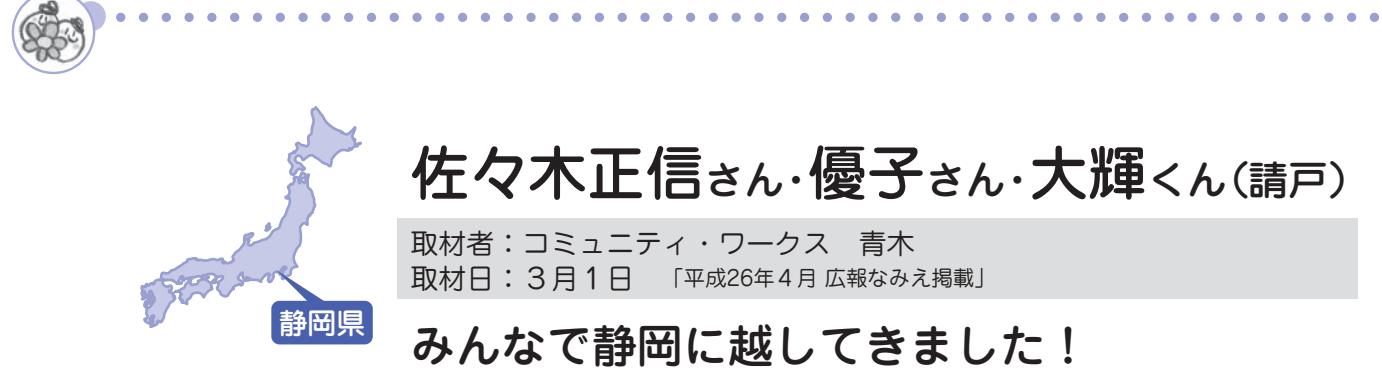 佐々木正信さん・優子さん・大輝くん（請戸）
取材者：コミュニティ・ワークス　青木
取材日：３月１日　「平成26年４月 広報なみえ掲載」
静岡県
みんなで静岡に越してきました！